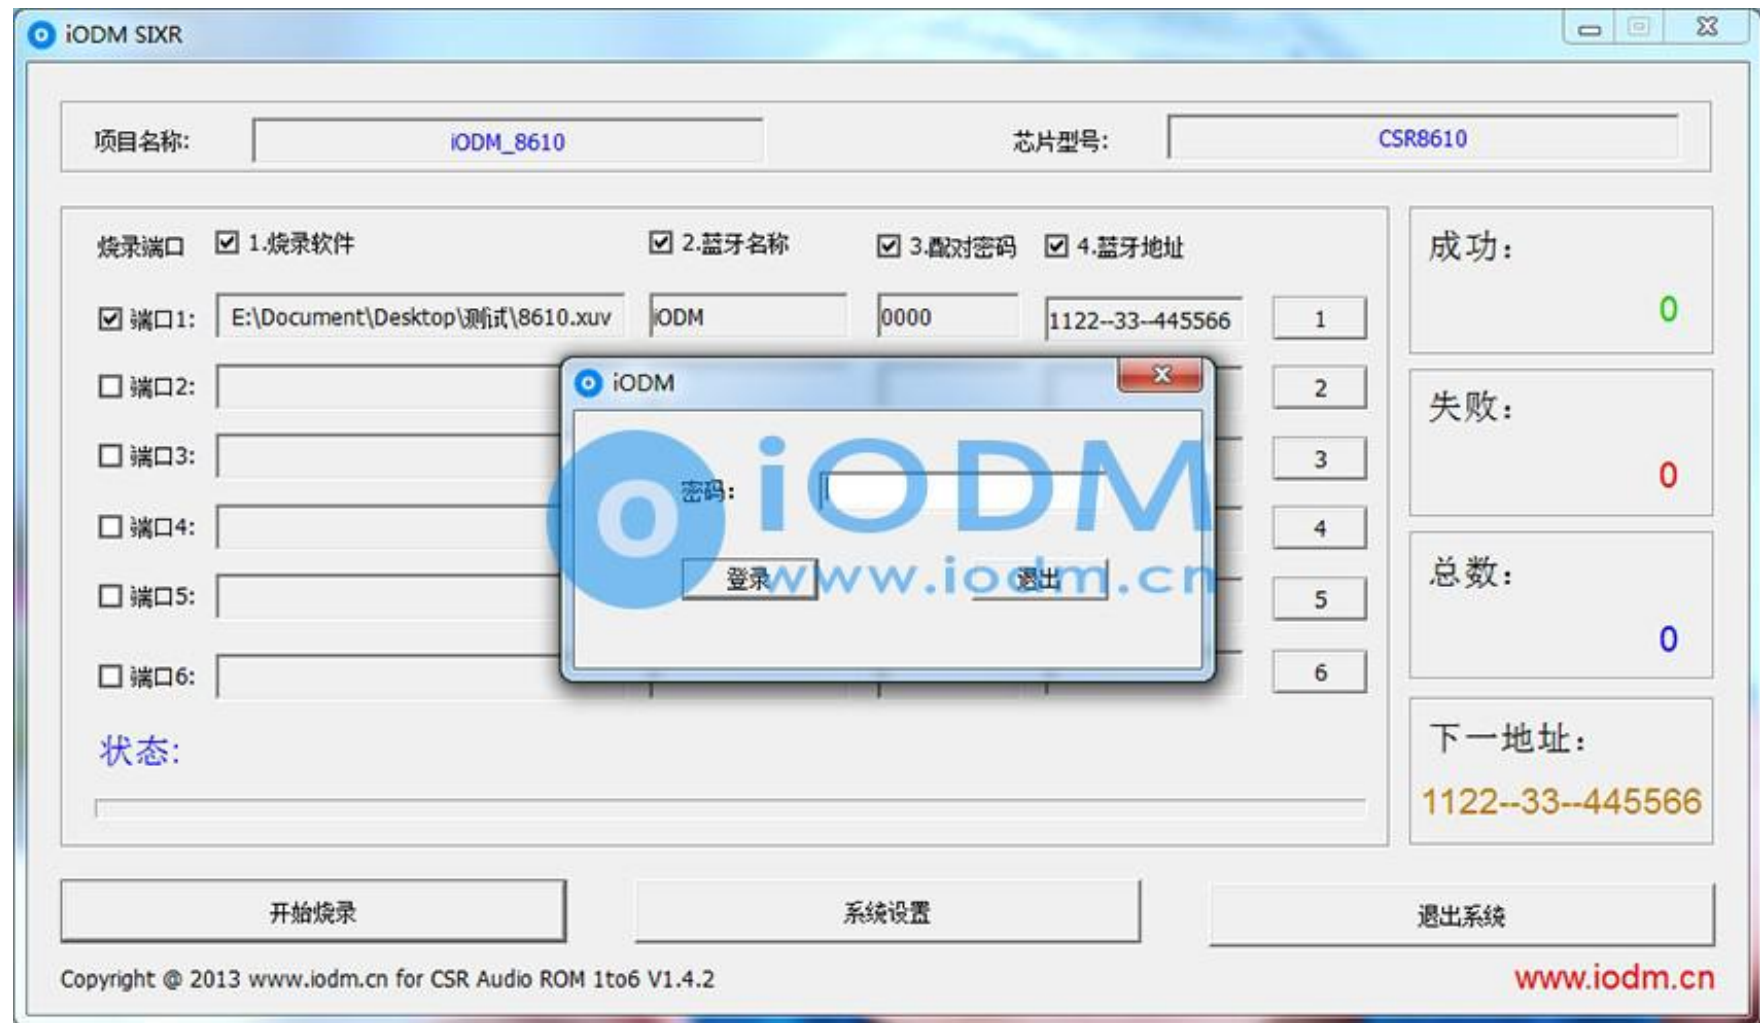 iODM SIXR
项目名称: iODM_8610 芯片型号: CSR8610
烧录端口 1.烧录软件 2.蓝牙名称 3.配对密码 4.蓝牙地址
端口1: E:\Document\Desktop\测试\8610.xuv iODM 0000 1122--33--445566 1
端口2: 2
端口3: 3
端口4: 4
端口5: 5
端口6: 6
iODM
iODM
密码:
www.iodm.cn
登录 退出
状态:
成功:
0
失败:
0
总数:
0
下一地址:
1122--33--445566
开始烧录 系统设置 退出系统
Copyright @ 2013 www.iodm.cn for CSR Audio ROM 1to6 V1.4.2
www.iodm.cn